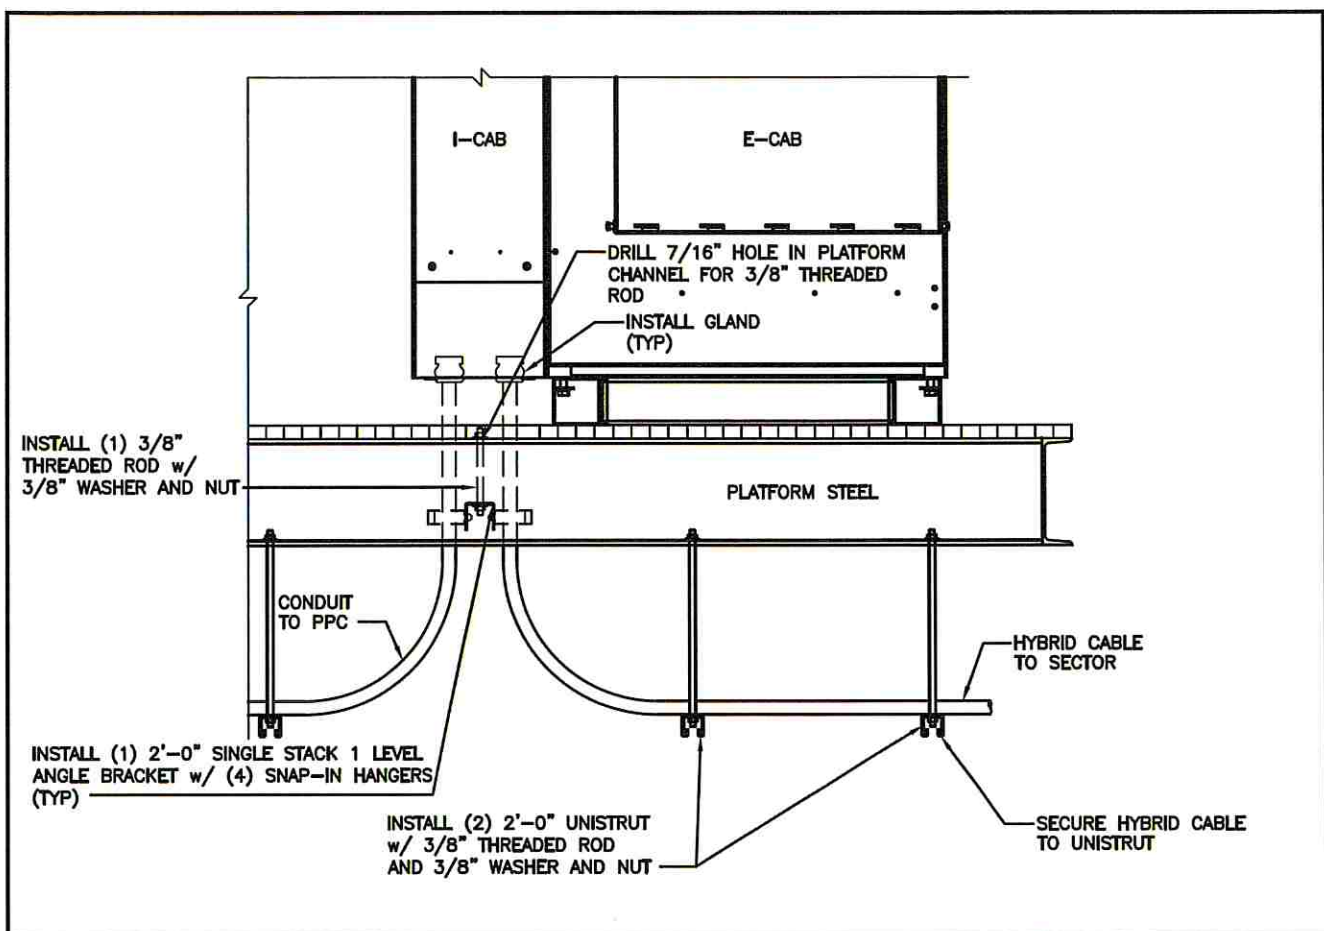 I-CAB
E-CAB
DRILL 7/16" HOLE IN PLATFORM
CHANNEL FOR 3/8" THREADED
ROD
INSTALL GLAND
(TYP)
INSTALL (1) 3/8"
THREADED ROD w/
3/8" WASHER AND NUT
PLATFORM STEEL
CONDUIT
TO PPC
HYBRID CABLE
TO SECTOR
INSTALL (1) 2'-0" SINGLE STACK 1 LEVEL
ANGLE BRACKET w/ (4) SNAP-IN HANGERS
(TYP)
INSTALL (2) 2'-0" UNISTRUT
w/ 3/8" THREADED ROD
AND 3/8" WASHER AND NUT
SECURE HYBRID CABLE
TO UNISTRUT